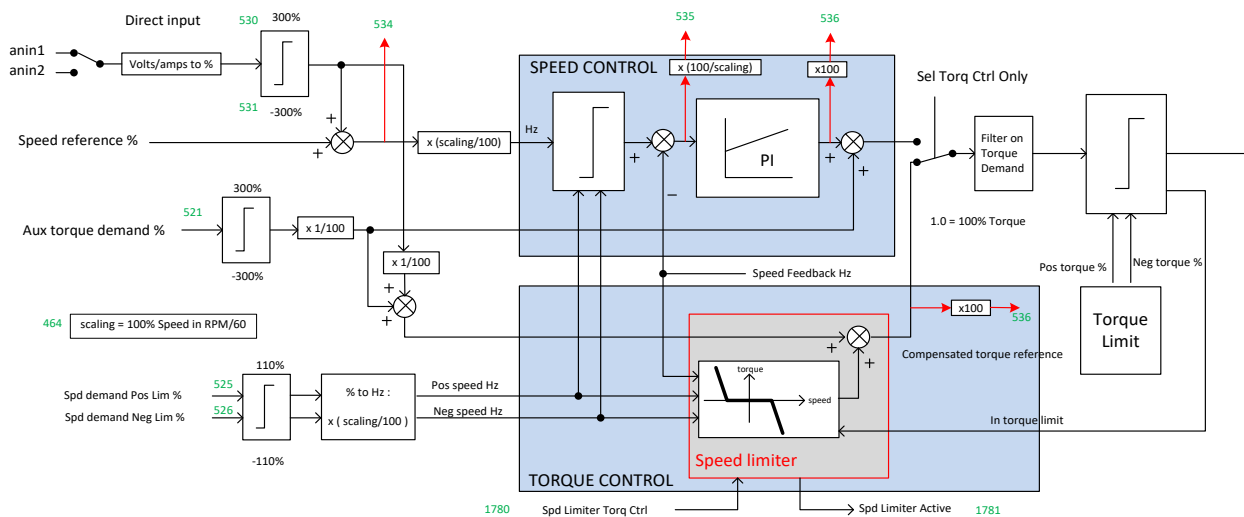 Direct input
530
300%
534
535
536
anin1
anin2
Volts/amps to %
531
-300%
SPEED CONTROL
x (100/scaling)
x100
Sel Torq Ctrl Only
Speed reference %
+
+
x (scaling/100)
Hz
+
−
PI
+
+
Filter on
Torque
Demand
1.0 = 100% Torque
300%
521
Aux torque demand %
x 1/100
-300%
x 1/100
+
+
Speed Feedback Hz
Pos torque %
Neg torque %
464
scaling = 100% Speed in RPM/60
x100
536
Torque
Limit
+
+
Compensated torque reference
110%
Spd demand Pos Lim %
525
Spd demand Neg Lim %
526
% to Hz :
x ( scaling/100 )
Pos speed Hz
Neg speed Hz
torque
speed
In torque limit
-110%
Speed limiter
TORQUE CONTROL
1780
Spd Limiter Torq Ctrl
Spd Limiter Active
1781